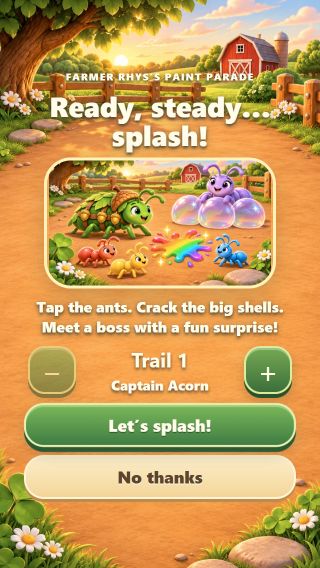 FARMER RHYS'S PAINT PARADE
Ready, steady...
splash!
Tap the ants. Crack the big shells.
Meet a boss with a fun surprise!
−
Trial 1
+
Captain Acorn
Let's splash!
No thanks